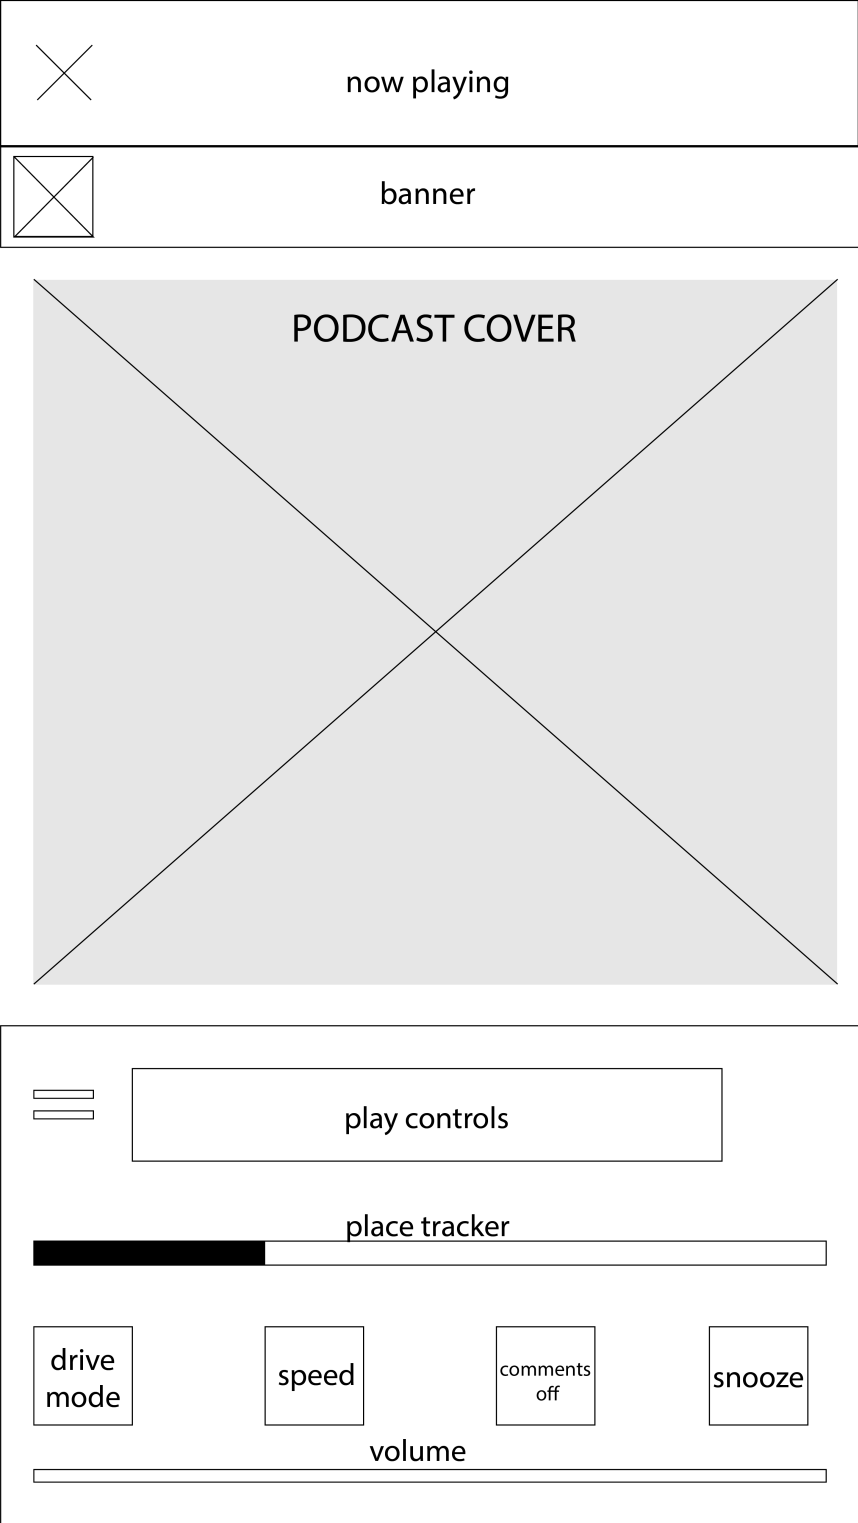 now playing
banner
PODCAST COVER
play controls
place tracker
drive
mode
speed
comments
off
snooze
volume